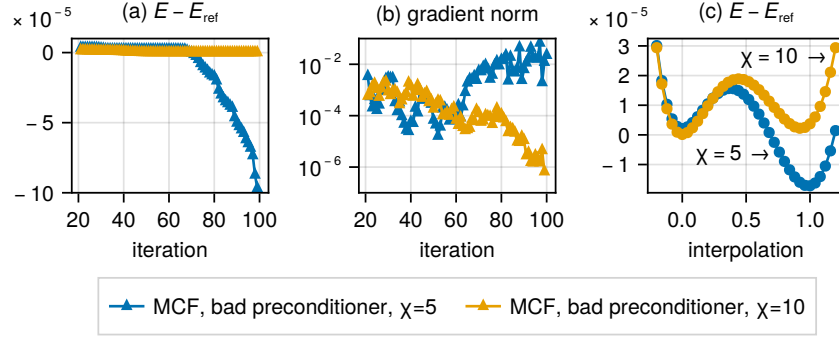 (a) E − E_ref
× 10⁻⁵
0
− 5
− 10
20 40 60 80 100
iteration
(b) gradient norm
10⁻²
10⁻⁴
10⁻⁶
20 40 60 80 100
iteration
(c) E − E_ref
× 10⁻⁵
3
2
1
0
− 1
χ = 10 →
χ = 5 →
0.0 0.5 1.0
interpolation
MCF, bad preconditioner, χ=5 MCF, bad preconditioner, χ=10